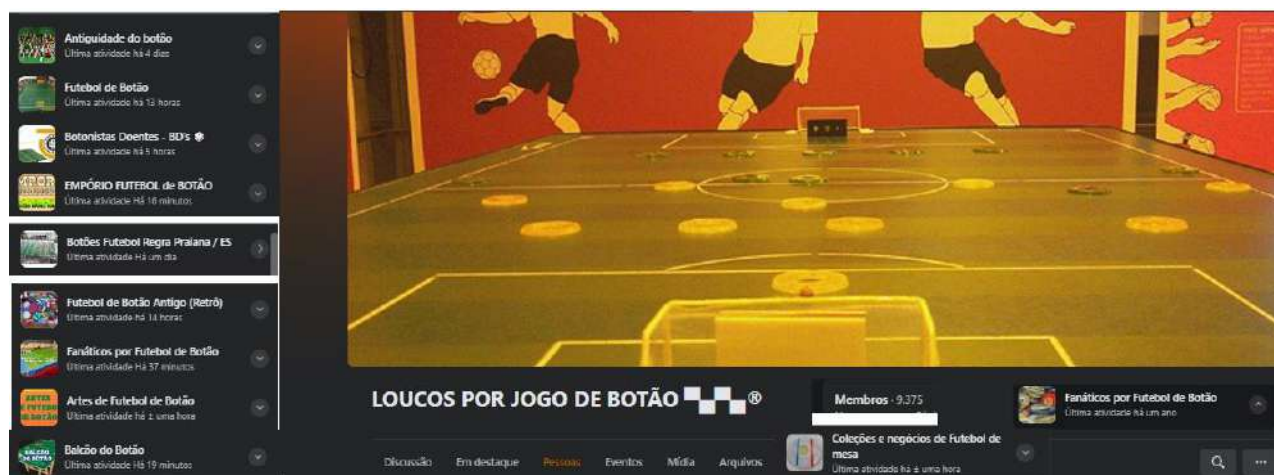 Antiguidade do botão
Última atividade há 4 dias
Futebol de Botão
Última atividade há 13 horas
Botonistas Doentes - BD's
Última atividade há 5 horas
EMPÓRIO FUTEBOL de BOTÃO
Última atividade Há 16 minutos
Botões Futebol Regra Praiana / ES
Última atividade Há um dia
Futebol de Botão Antigo (Retrô)
Última atividade há 14 horas
Fanáticos por Futebol de Botão
Última atividade Há 37 minutos
Artes de Futebol de Botão
Última atividade há ± uma hora
Balcão do Botão
Última atividade Há 19 minutos
LOUCOS POR JOGO DE BOTÃO ®
Membros · 9.375
Fanáticos por Futebol de Botão
Última atividade há um ano
Coleções e negócios de Futebol de
mesa
Última atividade há ± uma hora
Discussão Em destaque Pessoas Eventos Mídia Arquivos